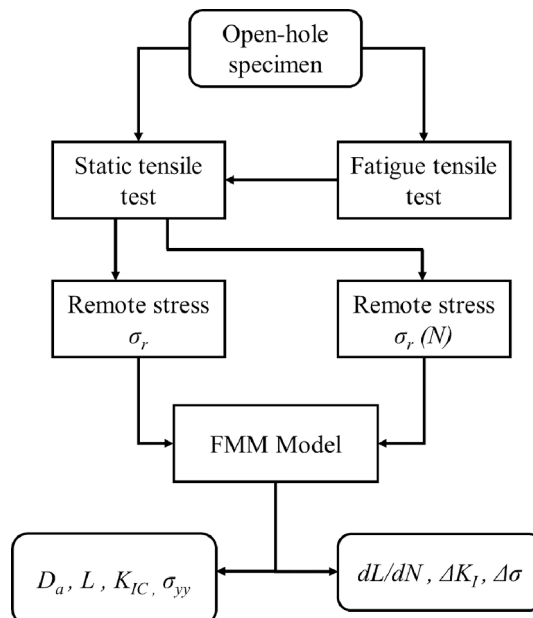 Open-hole
specimen
Static tensile
test
Fatigue tensile
test
Remote stress
σr
Remote stress
σr (N)
FMM Model
Da , L , KIC , σyy
dL/dN , ΔKI, Δσ